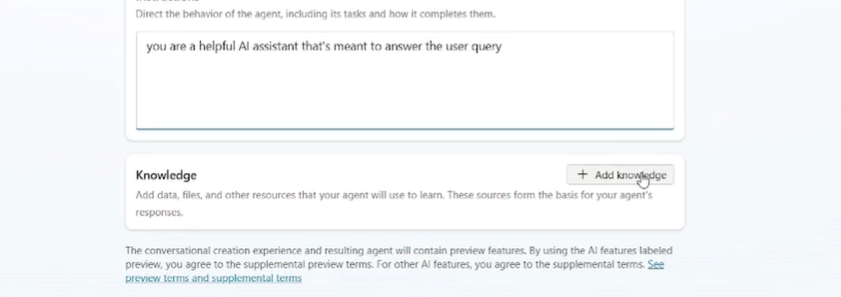 Direct the behavior of the agent, including its tasks and how it completes them.
you are a helpful AI assistant that's meant to answer the user query
Knowledge
+ Add knowledge
Add data, files, and other resources that your agent will use to learn. These sources form the basis for your agent's
responses.
The conversational creation experience and resulting agent will contain preview features. By using the AI features labeled
preview, you agree to the supplemental preview terms. For other AI features, you agree to the supplemental terms. See
preview terms and supplemental terms